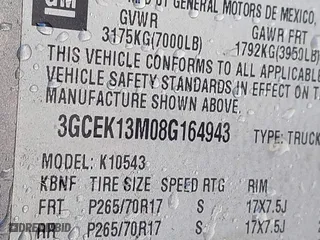 GM
BY GENERAL MOTORS DE MEXICO,
GVWR GAWR FRT
3175KG(7000LB) 1792KG(3950LB)
THIS VEHICLE CONFORMS TO ALL APPLICABLE
VEHICLE SAFETY STANDARDS IN EFFECT ON
MANUFACTURE SHOWN ABOVE.
3GCEK13M08G164943 TYPE: TRUCK
MODEL: K10543
KBNF TIRE SIZE SPEED RTG RIM
FRT P265/70R17 S 17X7.5J
RR P265/70R17 S 17X7.5J